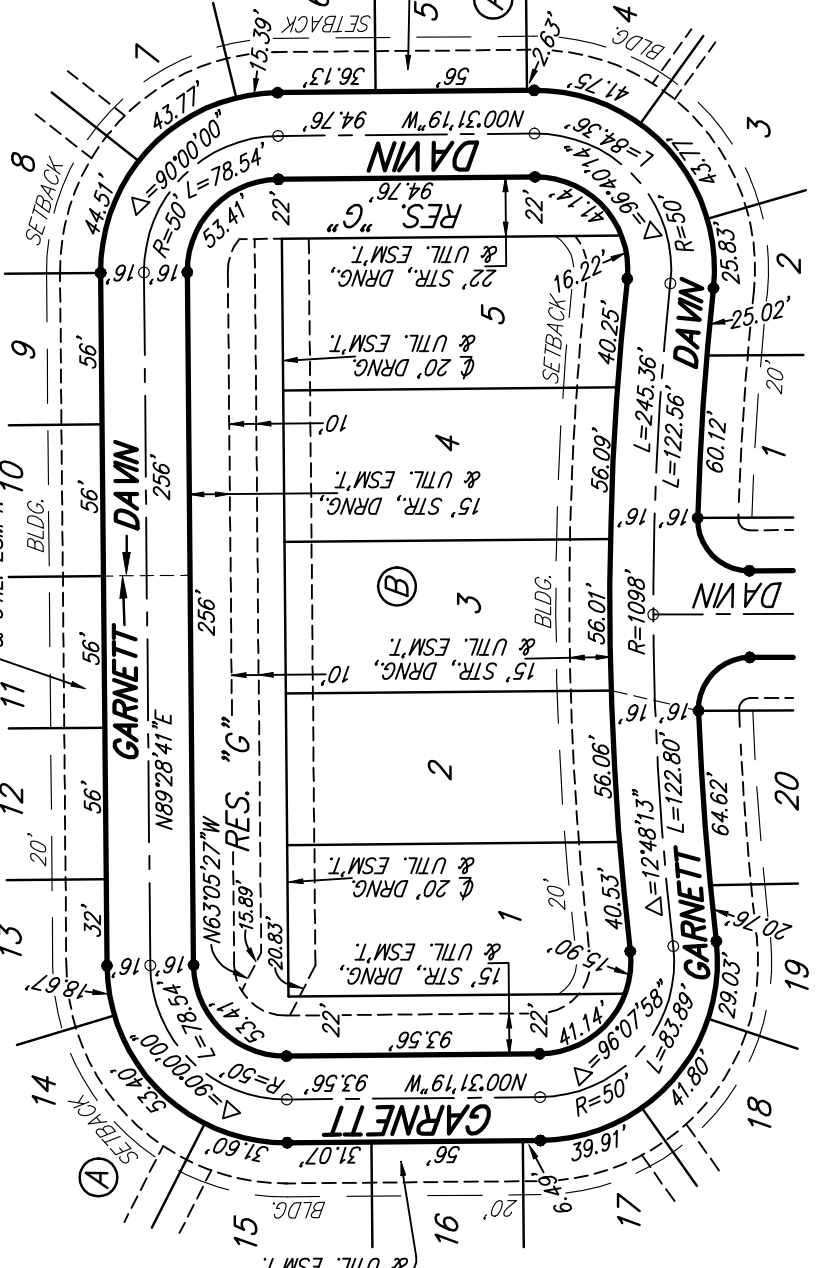 7
15.39'
SETBACK
5
4
BLDG.
43.77'
36.13'
56'
2.63'
41.75'
8
SETBACK
44.51'
Δ=90°00'00"
R=50'
L=78.54'
94.76'
N00°31'19"W
DAVIN
L=84.36'
Δ=96°40'14"
R=50'
43.77'
3
53.41'
22'
94.76
22'
41.14'
RES. "G"
25.83'
2
16'
16'
22' STR., DRNG.,
& UTIL ESM'T.
5
16.22'
DAVIN
25.02'
9
56'
₵ 20' DRNG
& UTIL. ESM'T.
SETBACK
40.25'
L=245.36'
L=122.56'
60.12'
20'
1
10
BLDG.
56'
DAVIN
256'
10'
4
56.09'
15' STR., DRNG.,
& UTIL ESM'T.
16'
16'
11
56'
GARNETT
256'
B
3
BLDG.
56.01'
R=1098'
DAVIN
15' STR., DRNG.,
& UTIL ESM'T.
10'
12
20'
56'
N89°28'41"E
RES. "G"
2
56.06'
16'
16'
Δ=12°48'13"
L=122.80'
64.62'
20
13
32'
N63°05'27"W
15.89'
20.83'
₵ 20' DRNG
& UTIL ESM'T.
1
20'
40.53'
GARNETT
20.76'
16'
16'
15' STR., DRNG.,
& UTIL ESM'T.
15.90'
18.67'
29.03'
19
14
SETBACK
A
53.40'
Δ=90°00'00"
L=78.54'
R=50'
53.41'
22'
93.56'
22'
41.14'
Δ=96°07'58"
L=83.89'
R=50'
41.80'
18
93.56'
N00°31'19"W
GARNETT
31.60'
31.07'
56'
6.49'
39.91'
15
BLDG.
16
20'
17
& UTIL ESM'T.